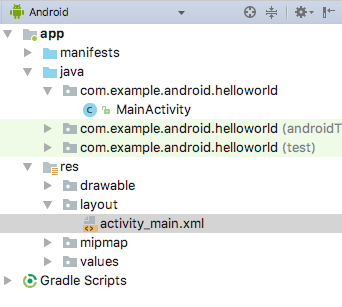 Android
app
manifests
java
com.example.android.helloworld
C MainActivity
com.example.android.helloworld (androidT
com.example.android.helloworld (test)
res
drawable
layout
activity_main.xml
mipmap
values
Gradle Scripts